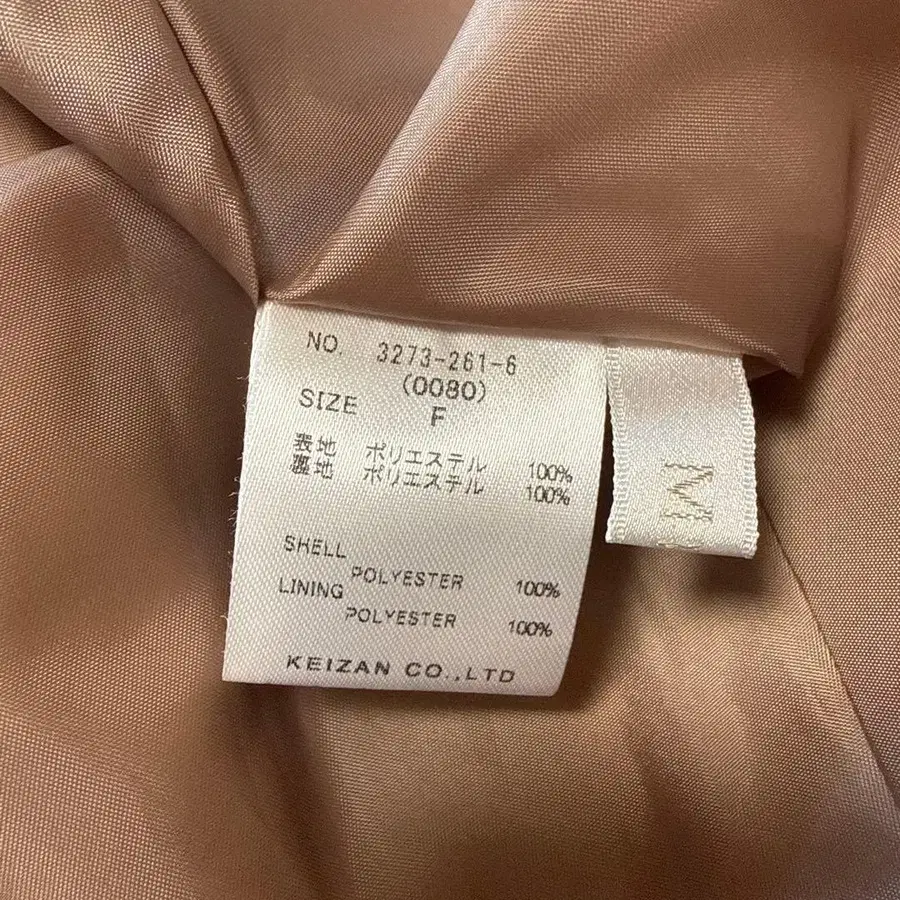 NO. 3273-261-6
(0080)
SIZE F
表地 ポリエステル 100%
裏地 ポリエステル 100%
SHELL
POLYESTER 100%
LINING
POLYESTER 100%
KEIZAN CO.,LTD
M